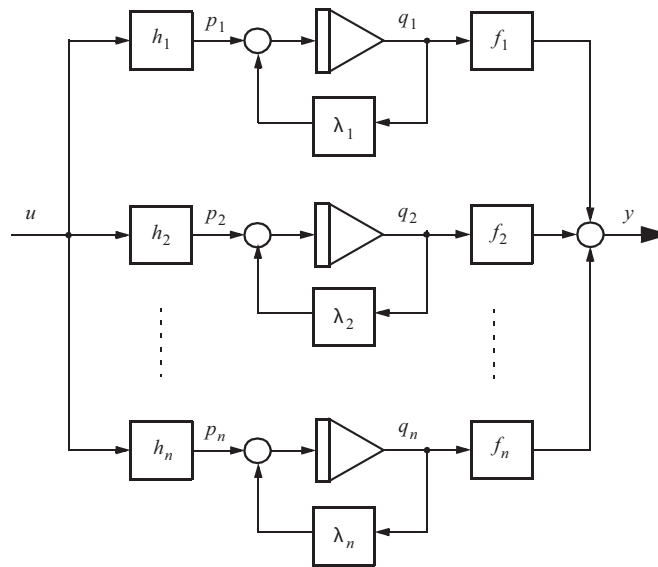 h₁ p₁ q₁ f₁
λ₁
u h₂ p₂ q₂ f₂ y
λ₂
hₙ pₙ qₙ fₙ
λₙ